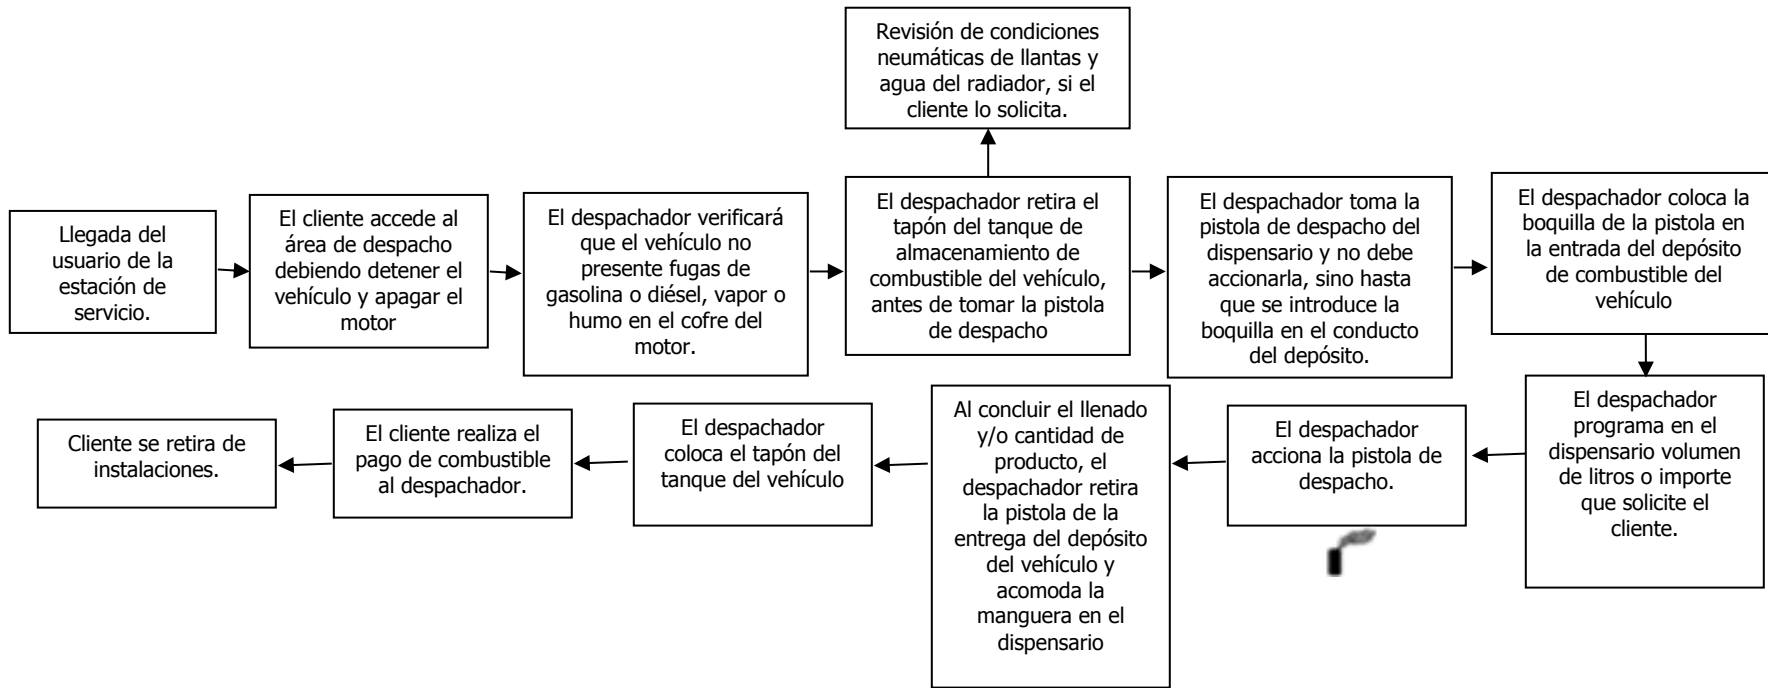 Revisión de condiciones
neumáticas de llantas y
agua del radiador, si el
cliente lo solicita.
Llegada del
usuario de la
estación de
servicio.
El cliente accede al
área de despacho
debiendo detener el
vehículo y apagar el
motor
El despachador verificará
que el vehículo no
presente fugas de
gasolina o diésel, vapor o
humo en el cofre del
motor.
El despachador retira el
tapón del tanque de
almacenamiento de
combustible del vehículo,
antes de tomar la pistola
de despacho
El despachador toma la
pistola de despacho del
dispensario y no debe
accionarla, sino hasta
que se introduce la
boquilla en el conducto
del depósito.
El despachador coloca la
boquilla de la pistola en
la entrada del depósito
de combustible del
vehículo
El despachador
programa en el
dispensario volumen
de litros o importe
que solicite el
cliente.
El despachador
acciona la pistola de
despacho.
Al concluir el llenado
y/o cantidad de
producto, el
despachador retira
la pistola de la
entrega del depósito
del vehículo y
acomoda la
manguera en el
dispensario
El despachador
coloca el tapón del
tanque del vehículo
El cliente realiza el
pago de combustible
al despachador.
Cliente se retira de
instalaciones.